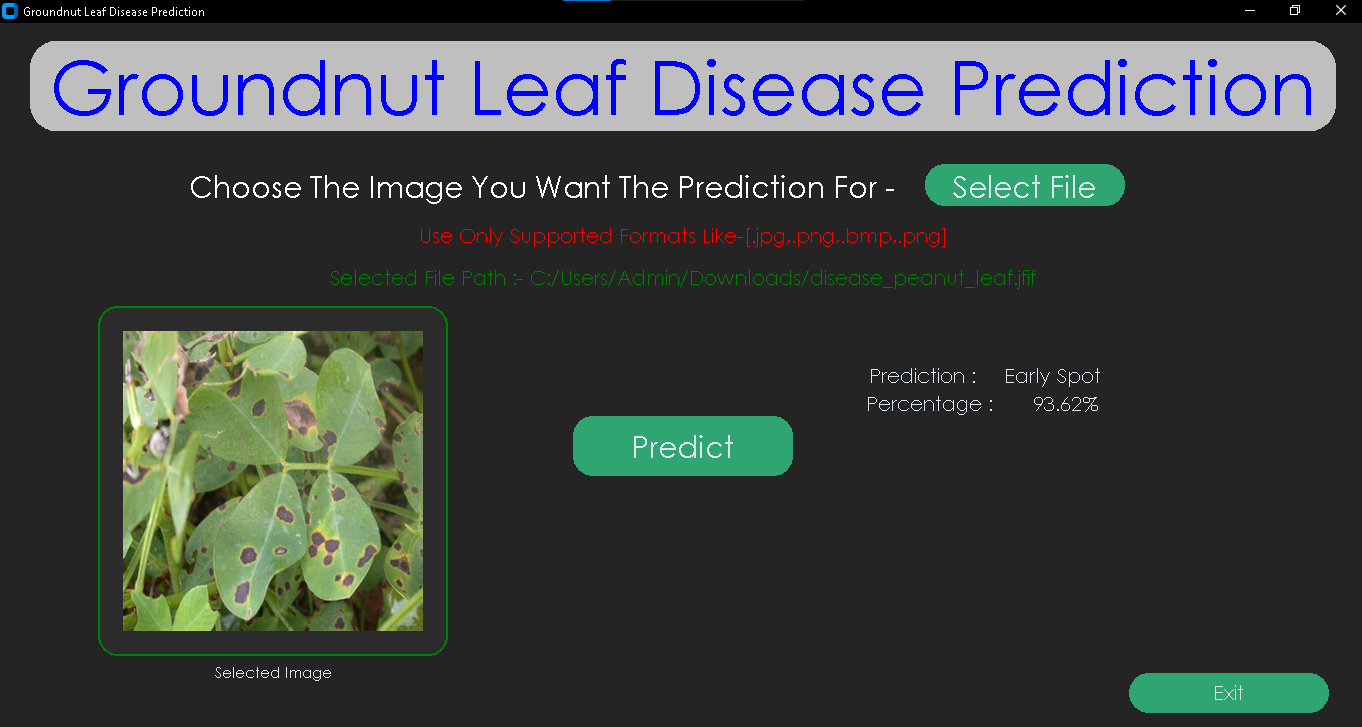 Groundnut Leaf Disease Prediction
Groundnut Leaf Disease Prediction
Choose The Image You Want The Prediction For - Select File
Use Only Supported Formats Like-[.jpg,.png,.bmp,.png]
Selected File Path :- C:/Users/Admin/Downloads/disease_peanut_leaf.jfif
Prediction : Early Spot
Percentage : 93.62%
Predict
Selected Image
Exit